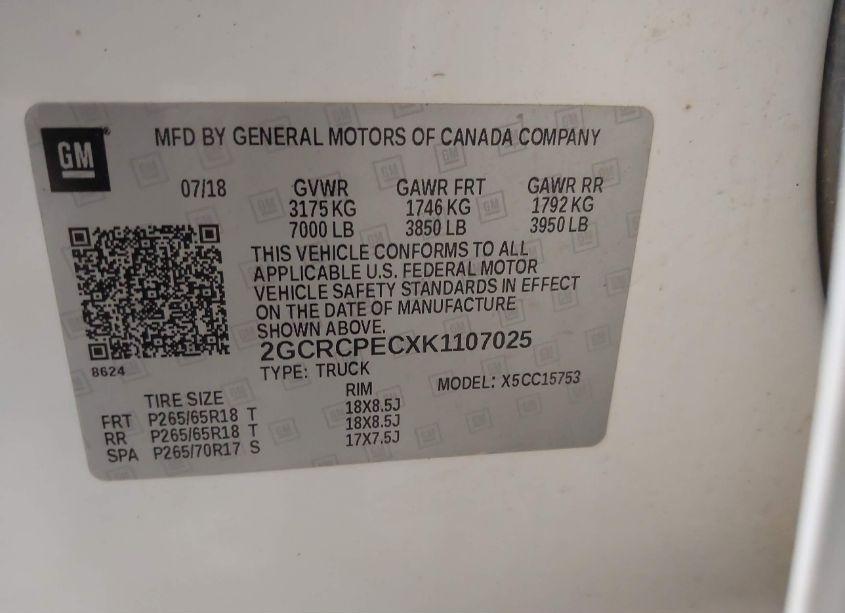 GM
MFD BY GENERAL MOTORS OF CANADA COMPANY
07/18 GVWR GAWR FRT GAWR RR
3175 KG 1746 KG 1792 KG
7000 LB 3850 LB 3950 LB
THIS VEHICLE CONFORMS TO ALL
APPLICABLE U.S. FEDERAL MOTOR
VEHICLE SAFETY STANDARDS IN EFFECT
ON THE DATE OF MANUFACTURE
SHOWN ABOVE.
2GCRCPECXK1107025
8624
TYPE: TRUCK MODEL: X5CC15753
TIRE SIZE RIM
FRT P265/65R18 T 18X8.5J
RR P265/65R18 T 18X8.5J
SPA P265/70R17 S 17X7.5J